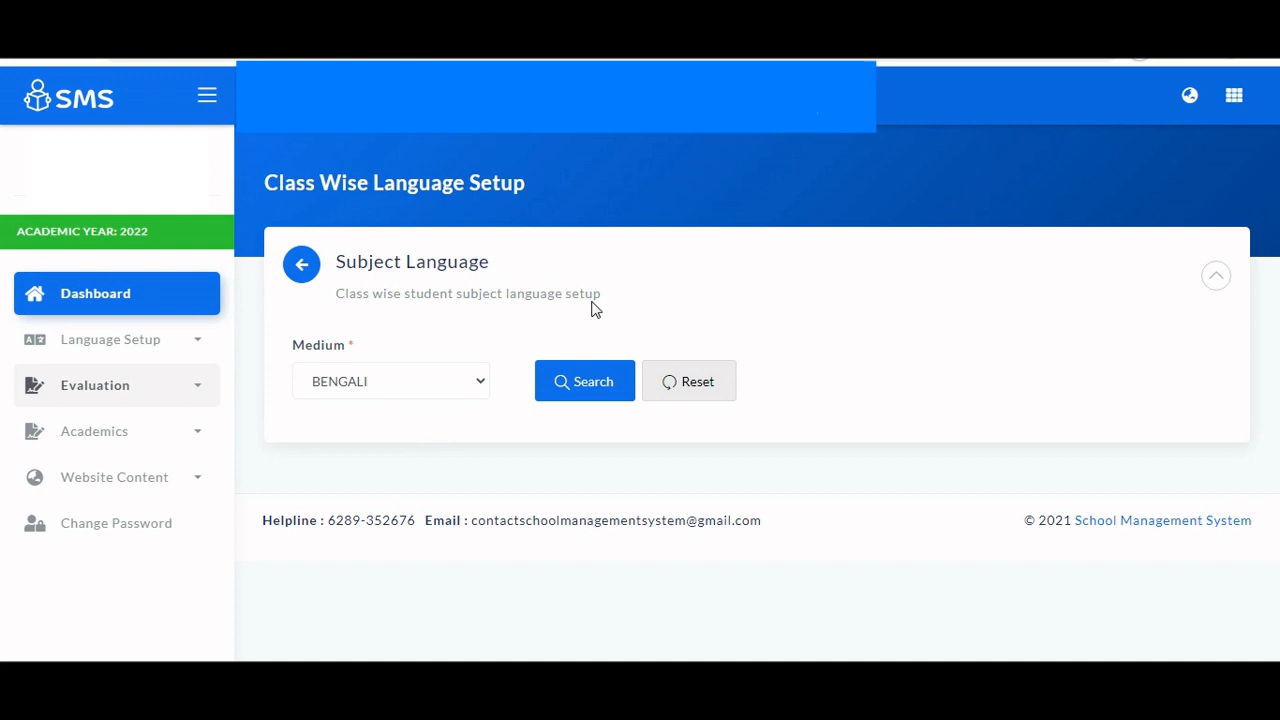 SMS
Class Wise Language Setup
ACADEMIC YEAR: 2022
Subject Language
Class wise student subject language setup
Dashboard
Language Setup
Evaluation
Academics
Website Content
Change Password
Medium *
BENGALI
Search
Reset
Helpline : 6289-352676 Email : contactschoolmanagementsystem@gmail.com
© 2021 School Management System